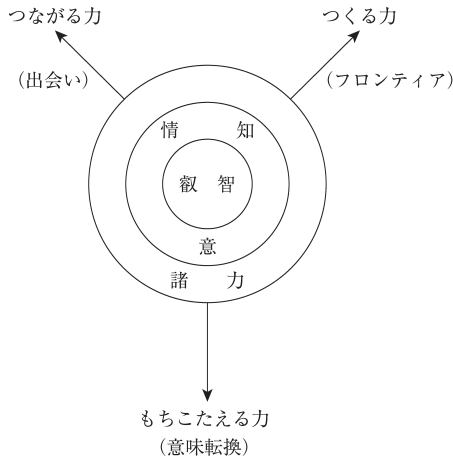 つながる力
つくる力
（出会い）
（フロンティア）
情 知
叡 智
意
諸 力
もちこたえる力
（意味転換）